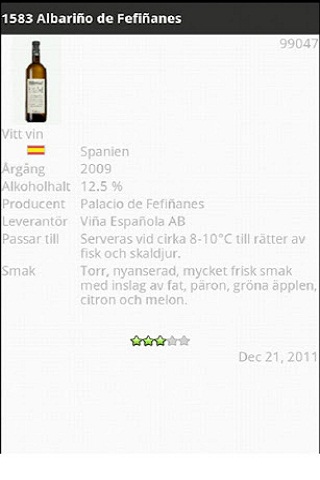 1583 Albariño de Fefiñanes
99047
Vitt vin
Spanien
Årgång 2009
Alkoholhalt 12.5 %
Producent Palacio de Fefiñanes
Leverantör Viña Española AB
Passar till Serveras vid cirka 8-10°C till rätter av
fisk och skaldjur.
Smak Torr, nyanserad, mycket frisk smak
med inslag av fat, päron, gröna äpplen,
citron och melon.
Dec 21, 2011